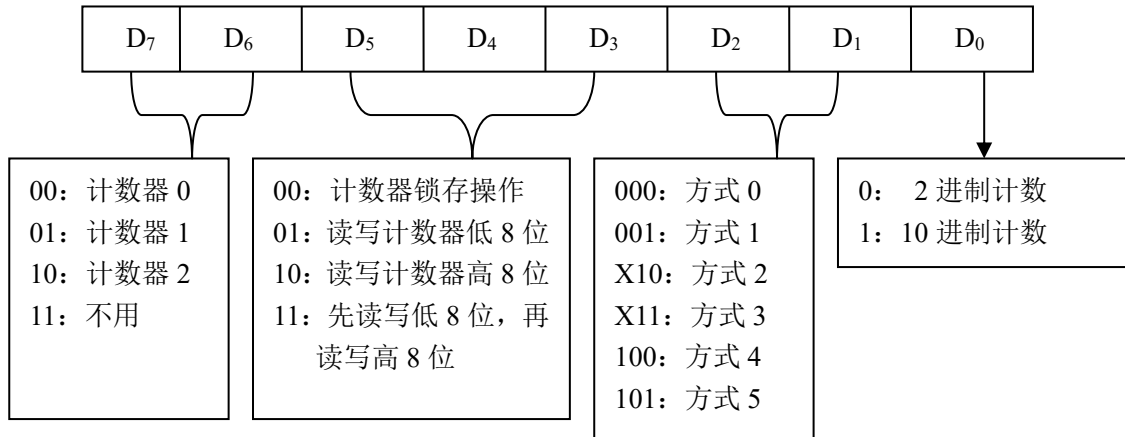 D7 D6 D5 D4 D3 D2 D1 D0
00：计数器 0
01：计数器 1
10：计数器 2
11：不用
00：计数器锁存操作
01：读写计数器低 8 位
10：读写计数器高 8 位
11：先读写低 8 位，再
读写高 8 位
000：方式 0
001：方式 1
X10：方式 2
X11：方式 3
100：方式 4
101：方式 5
0： 2 进制计数
1：10 进制计数